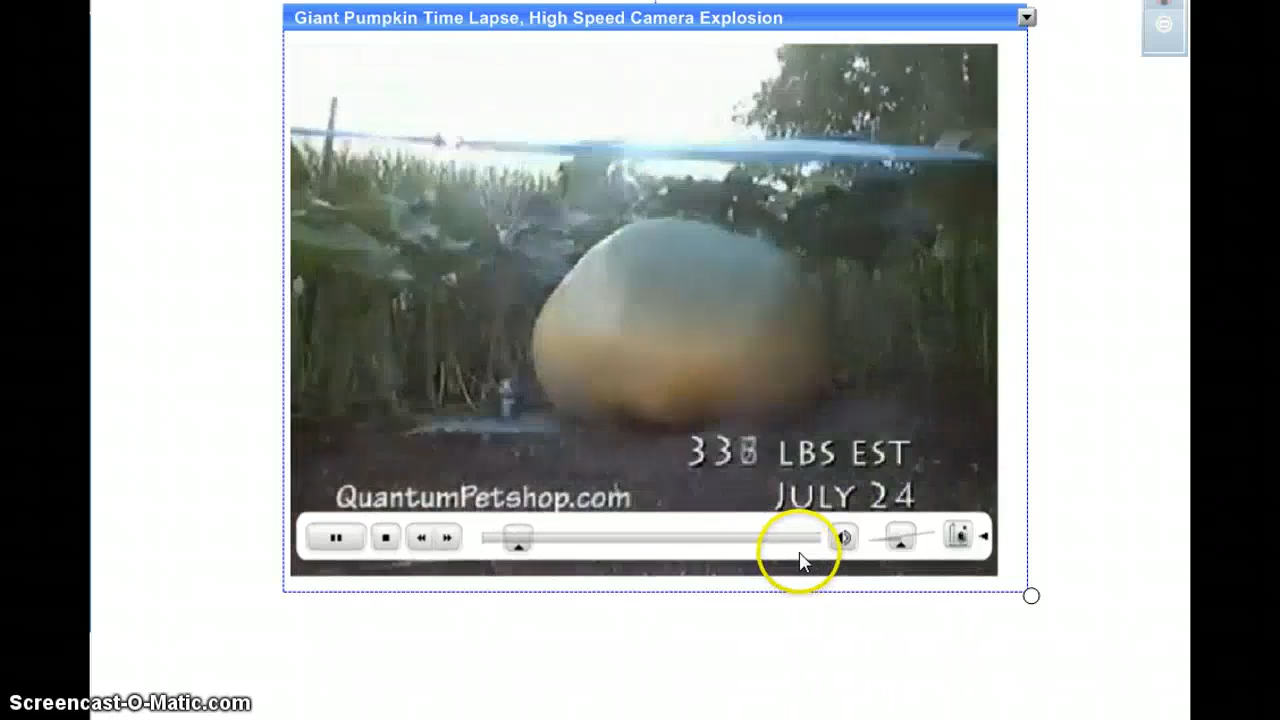 Giant Pumpkin Time Lapse, High Speed Camera Explosion
LBS EST
QuantumPetshop.com
JULY 24
Screencast-O-Matic.com